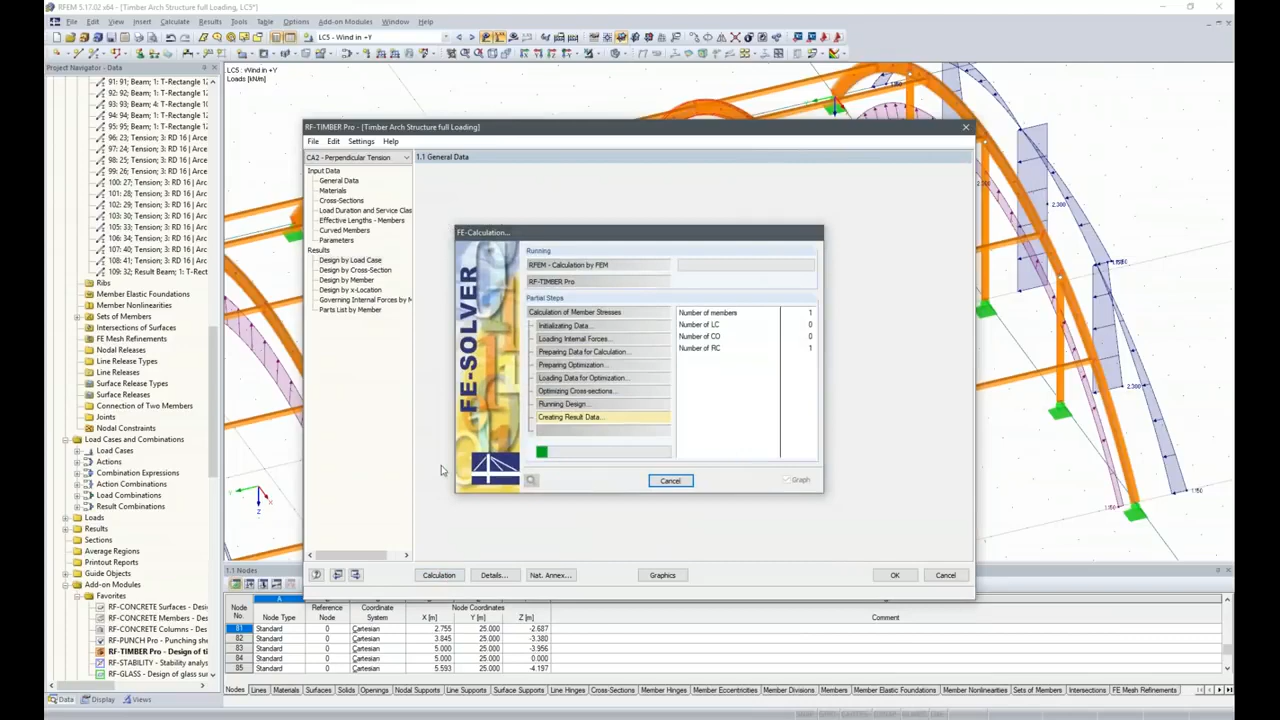 RFEM 5.17.02 x64 - [Timber Arch Structure full Loading, LC5*]
File Edit View Insert Calculate Results Tools Table Options Add-on Modules Window Help
LC5 - Wind in +Y
Project Navigator - Data
91: 91; Beam; 1: T-Rectangle 12
92: 92; Beam; 1: T-Rectangle 12
93: 93; Beam; 4: T-Rectangle 10
94: 94; Beam; 1: T-Rectangle 12
95: 95; Beam; 1: T-Rectangle 12
96: 23; Tension; 3: RD 16 | Arce
97: 24; Tension; 3: RD 16 | Arce
98: 25; Tension; 3: RD 16 | Arce
99: 26; Tension; 3: RD 16 | Arce
100: 27; Tension; 3: RD 16 | Arc
101: 28; Tension; 3: RD 16 | Arc
102: 29; Tension; 3: RD 16 | Arc
103: 30; Tension; 3: RD 16 | Arc
105: 33; Tension; 3: RD 16 | Arc
106: 34; Tension; 3: RD 16 | Arc
107: 40; Tension; 3: RD 16 | Arc
108: 41; Tension; 3: RD 16 | Arc
109: 32; Result Beam; 1: T-Rect
Ribs
Member Elastic Foundations
Member Nonlinearities
Sets of Members
Intersections of Surfaces
FE Mesh Refinements
Nodal Releases
Line Release Types
Line Releases
Surface Release Types
Surface Releases
Connection of Two Members
Joints
Nodal Constraints
Load Cases and Combinations
Load Cases
Actions
Combination Expressions
Action Combinations
Load Combinations
Result Combinations
Loads
Results
Sections
Average Regions
Printout Reports
Guide Objects
Add-on Modules
Favorites
RF-CONCRETE Surfaces - Desi
RF-CONCRETE Members - De
RF-CONCRETE Columns - Des
RF-PUNCH Pro - Punching she
RF-TIMBER Pro - Design of ti
RF-STABILITY - Stability analys
RF-GLASS - Design of glass sur
Data Display Views
LC5 : Wind in +Y
Loads [kN/m]
2.300
2.300
2.300
1.150
1.150
RF-TIMBER Pro - [Timber Arch Structure full Loading]
File Edit Settings Help
CA2 - Perpendicular Tension
1.1 General Data
Input Data
General Data
Materials
Cross-Sections
Load Duration and Service Clas
Effective Lengths - Members
Curved Members
Parameters
Results
Design by Load Case
Design by Cross-Section
Design by Member
Design by x-Location
Governing Internal Forces by M
Parts List by Member
FE-Calculation...
FE-SOLVER
Running
RFEM - Calculation by FEM
RF-TIMBER Pro
Partial Steps
Calculation of Member Stresses
Initializating Data...
Loading Internal Forces...
Preparing Data for Calculation...
Preparing Optimization...
Loading Data for Optimization...
Optimizing Cross-sections...
Running Design...
Creating Result Data...
Number of members 1
Number of LC 0
Number of CO 0
Number of RC 1
Cancel
Graph
Calculation Details... Nat. Annex... Graphics OK Cancel
1.1 Nodes
A
Node No. Node Type Reference Node Coordinate System Node Coordinates X [m] Y [m] Z [m] Comment
81 Standard 0 Cartesian 2.755 25.000 -2.687
82 Standard 0 Cartesian 3.845 25.000 -3.380
83 Standard 0 Cartesian 5.000 25.000 -3.956
84 Standard 0 Cartesian 5.000 25.000 0.000
85 Standard 0 Cartesian 5.593 25.000 -4.197
Nodes Lines Materials Surfaces Solids Openings Nodal Supports Line Supports Surface Supports Line Hinges Cross-Sections Member Hinges Member Eccentricities Member Divisions Members Member Elastic Foundations Member Nonlinearities Sets of Members Intersections FE Mesh Refinements